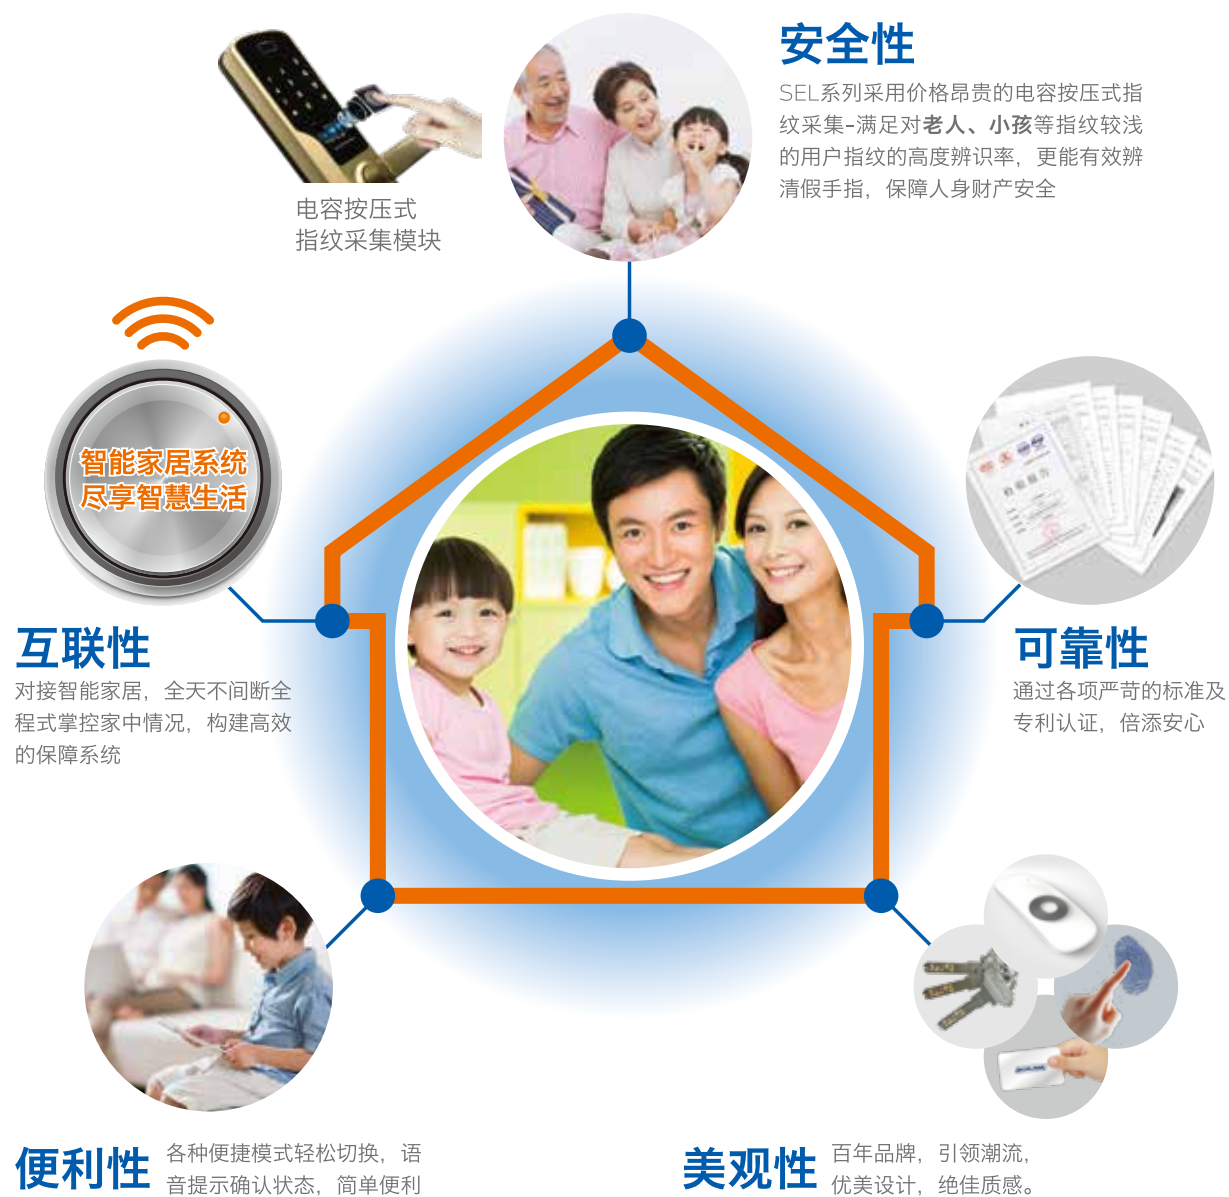 安全性
SEL系列采用价格昂贵的电容按压式指
纹采集-满足对老人、小孩等指纹较浅
的用户指纹的高度辨识率，更能有效辨
清假手指，保障人身财产安全
电容按压式
指纹采集模块
智能家居系统
尽享智慧生活
互联性
对接智能家居，全天不间断全
程式掌控家中情况，构建高效
的保障系统
检验报告
可靠性
通过各项严苛的标准及
专利认证，倍添安心
便利性
各种便捷模式轻松切换，语
音提示确认状态，简单便利
美观性
百年品牌，引领潮流，
优美设计，绝佳质感。